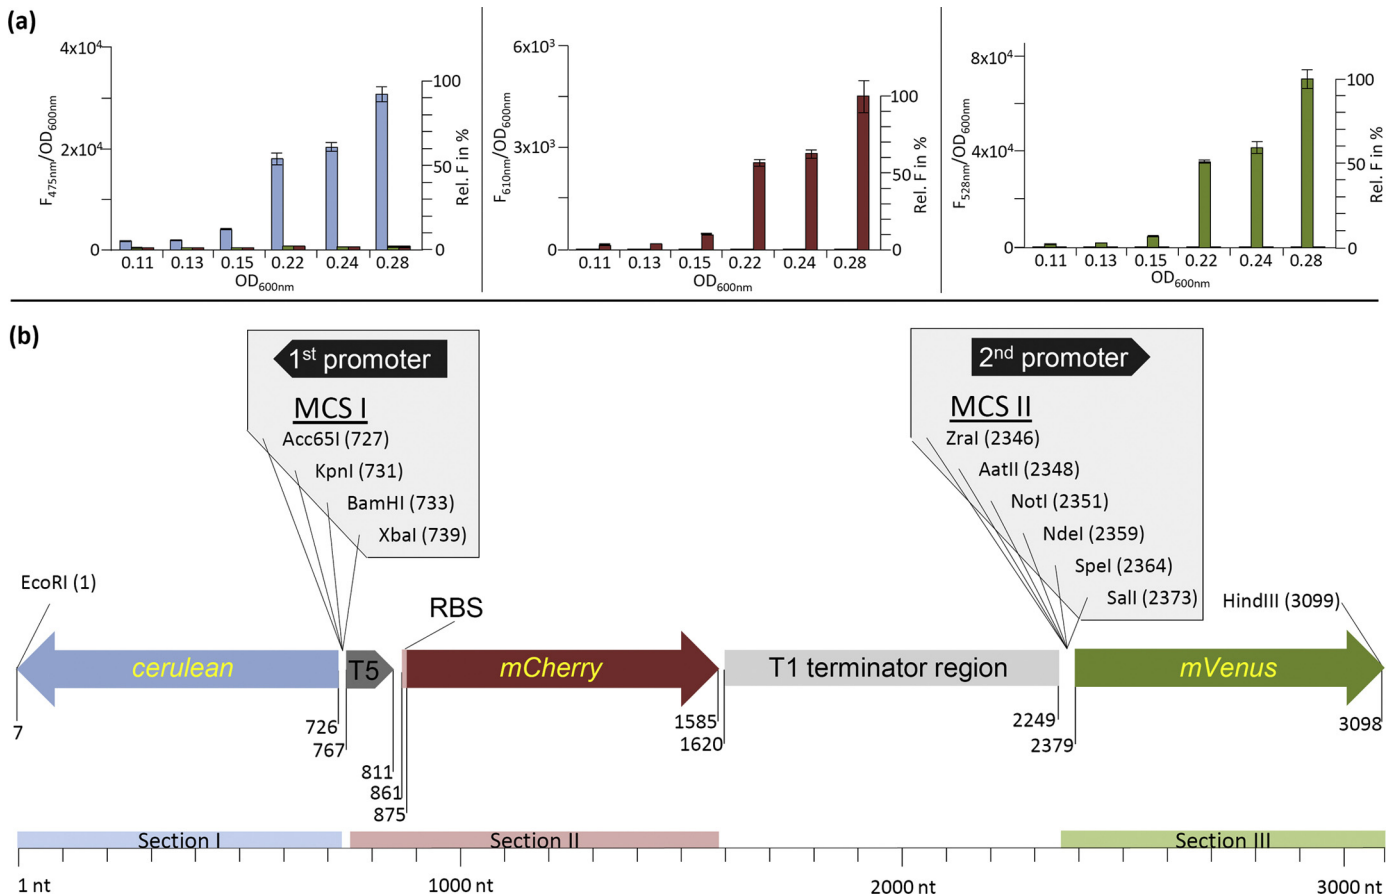 (a)
4x10⁴
2x10⁴
0
F475nm/OD600nm
100
50
0
Rel. F in %
0.11 0.13 0.15 0.22 0.24 0.28
OD600nm
6x10³
3x10³
0
F610nm/OD600nm
100
50
0
Rel. F in %
0.11 0.13 0.15 0.22 0.24 0.28
OD600nm
8x10⁴
4x10⁴
0
F528nm/OD600nm
100
50
0
Rel. F in %
0.11 0.13 0.15 0.22 0.24 0.28
OD600nm
(b)
1st promoter
MCS I
Acc65I (727)
KpnI (731)
BamHI (733)
XbaI (739)
2nd promoter
MCS II
ZraI (2346)
AatII (2348)
NotI (2351)
NdeI (2359)
SpeI (2364)
SalI (2373)
EcoRI (1)
RBS
HindIII (3099)
cerulean
T5
mCherry
T1 terminator region
mVenus
7
726
767
811
861
875
1585
1620
2249
2379
3098
Section I
Section II
Section III
1 nt
1000 nt
2000 nt
3000 nt